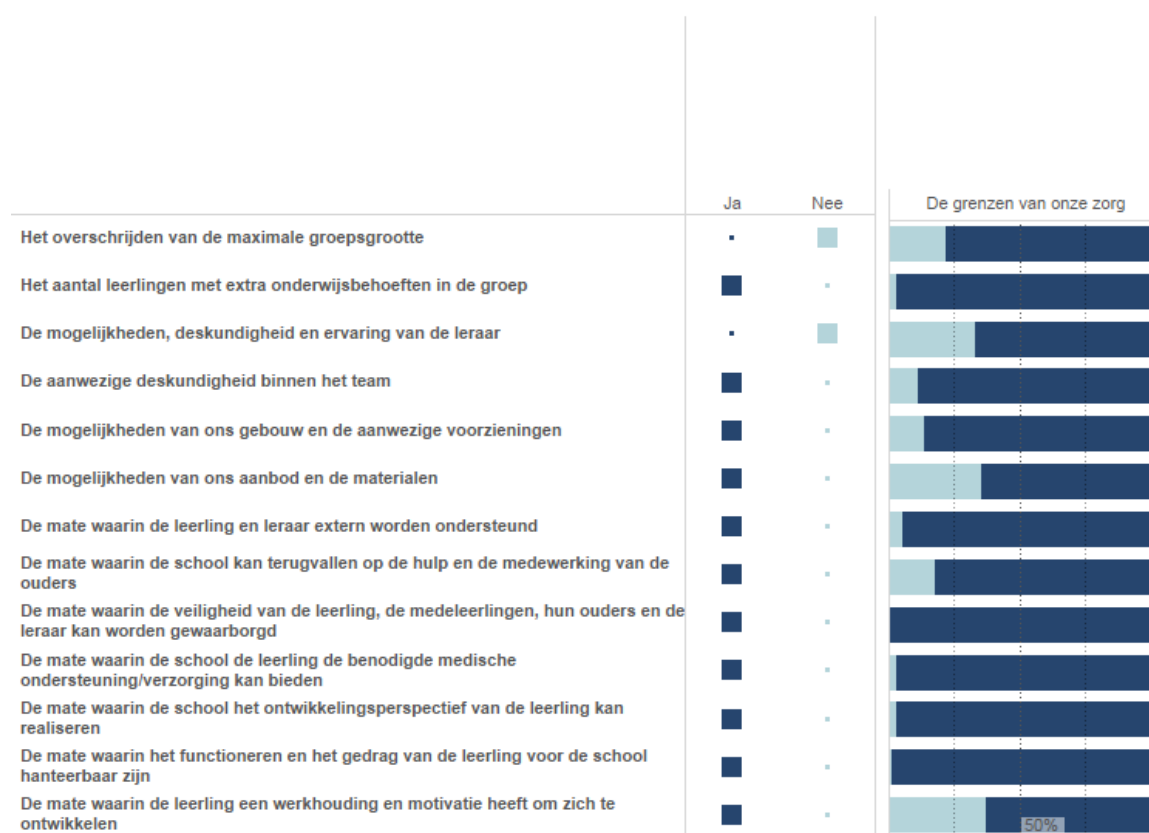 Ja Nee De grenzen van onze zorg
Het overschrijden van de maximale groepsgrootte
Het aantal leerlingen met extra onderwijsbehoeften in de groep
De mogelijkheden, deskundigheid en ervaring van de leraar
De aanwezige deskundigheid binnen het team
De mogelijkheden van ons gebouw en de aanwezige voorzieningen
De mogelijkheden van ons aanbod en de materialen
De mate waarin de leerling en leraar extern worden ondersteund
De mate waarin de school kan terugvallen op de hulp en de medewerking van de
ouders
De mate waarin de veiligheid van de leerling, de medeleerlingen, hun ouders en de
leraar kan worden gewaarborgd
De mate waarin de school de leerling de benodigde medische
ondersteuning/verzorging kan bieden
De mate waarin de school het ontwikkelingsperspectief van de leerling kan
realiseren
De mate waarin het functioneren en het gedrag van de leerling voor de school
hanteerbaar zijn
De mate waarin de leerling een werkhouding en motivatie heeft om zich te
ontwikkelen
50%